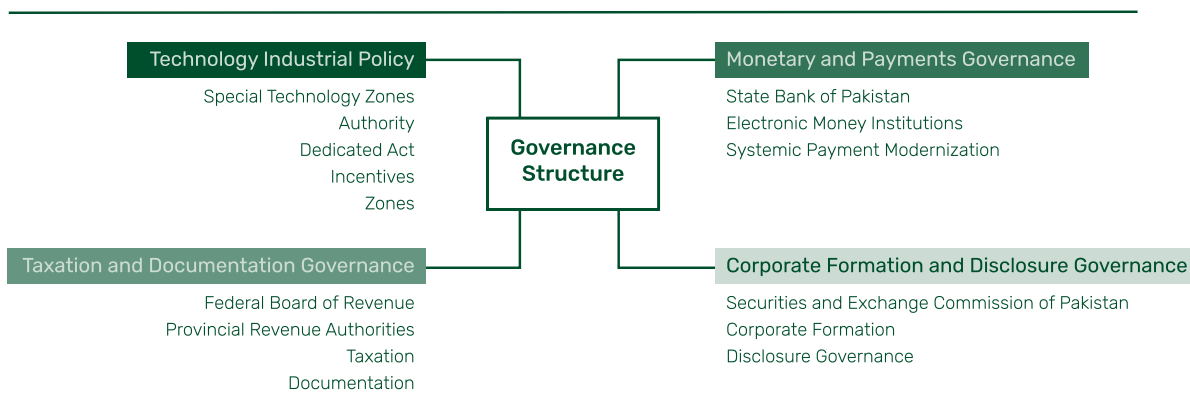 Technology Industrial Policy
Special Technology Zones
Authority
Dedicated Act
Incentives
Zones
Monetary and Payments Governance
State Bank of Pakistan
Electronic Money Institutions
Systemic Payment Modernization
Governance
Structure
Taxation and Documentation Governance
Federal Board of Revenue
Provincial Revenue Authorities
Taxation
Documentation
Corporate Formation and Disclosure Governance
Securities and Exchange Commission of Pakistan
Corporate Formation
Disclosure Governance